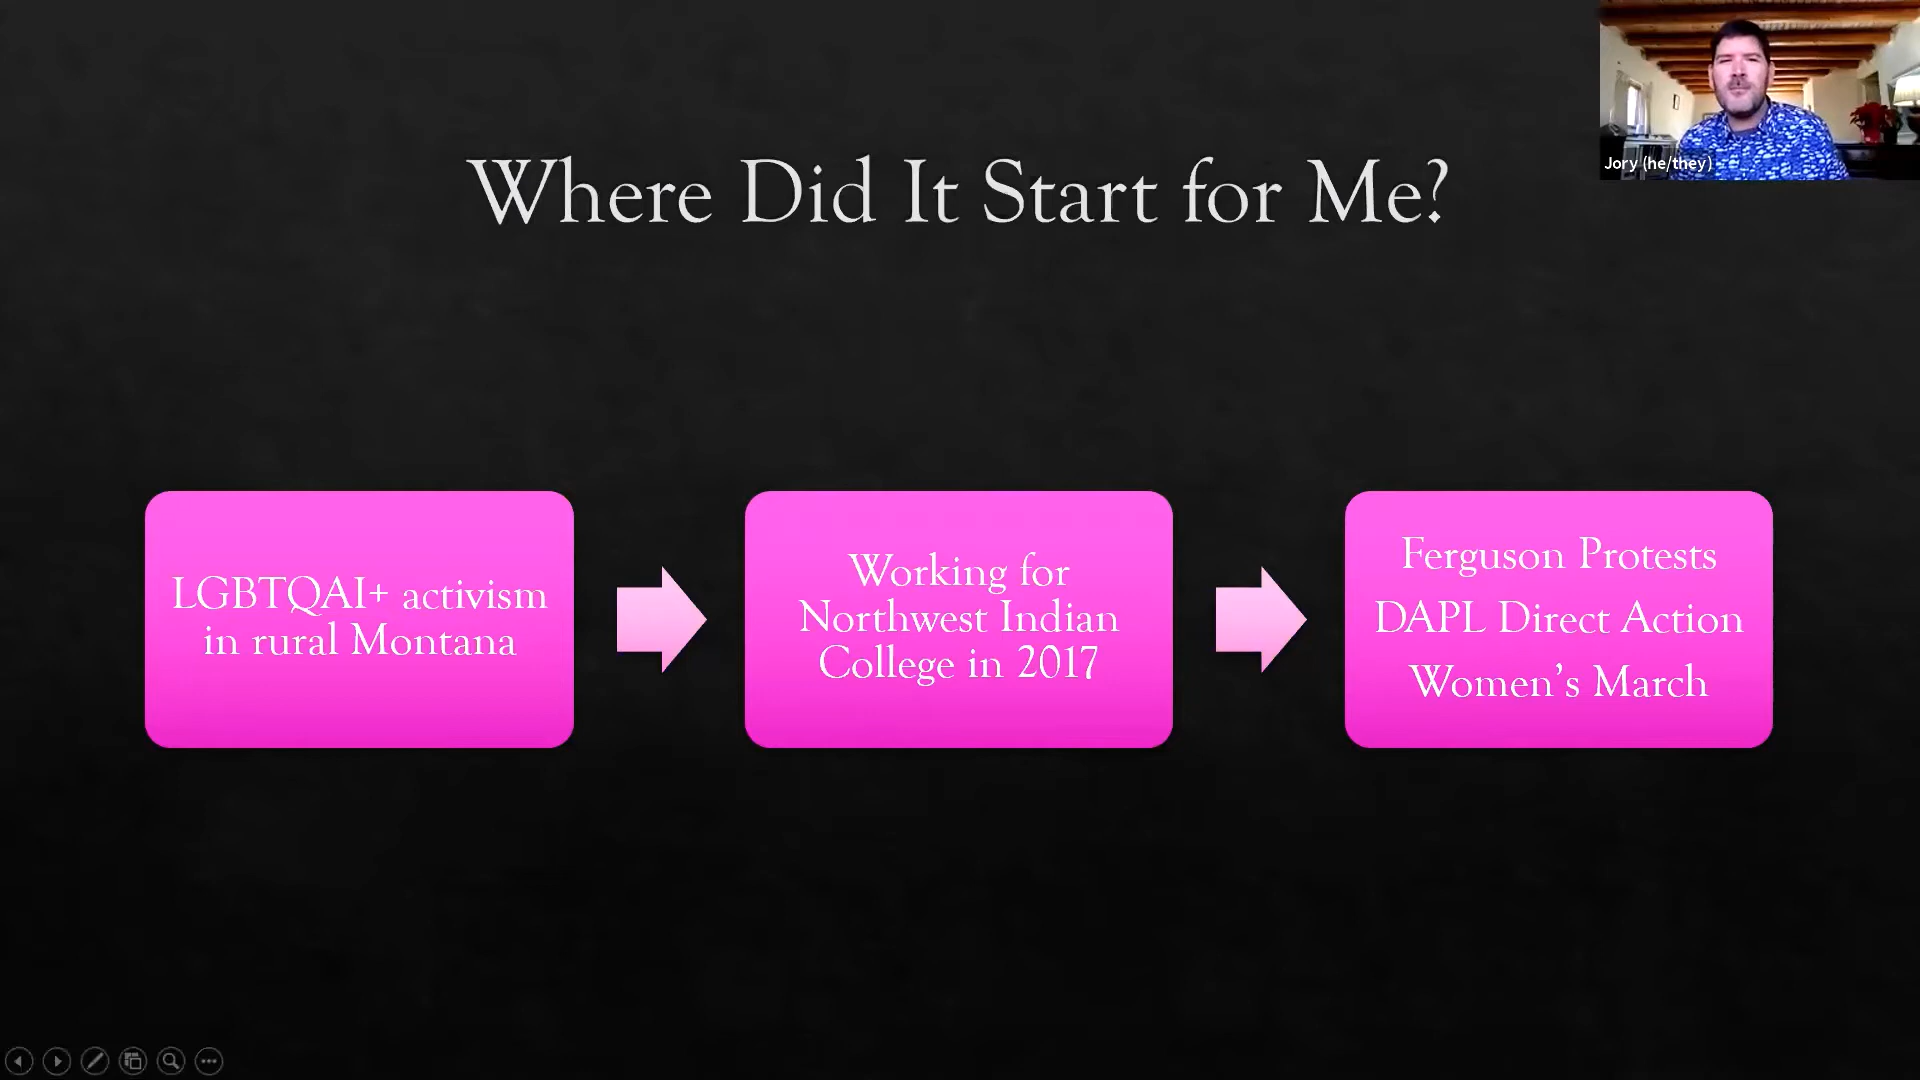 Where Did It Start for Me?
Jory (he/they)
LGBTQAI+ activism
in rural Montana
Working for
Northwest Indian
College in 2017
Ferguson Protests
DAPL Direct Action
Women’s March